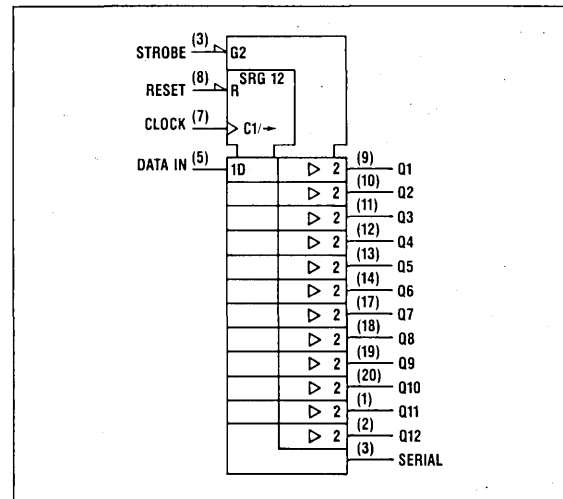 STROBE (3) G2
SRG 12
RESET (8) R
CLOCK (7) C1/→
DATA IN (5) 1D
2 (9) Q1
2 (10) Q2
2 (11) Q3
2 (12) Q4
2 (13) Q5
2 (14) Q6
2 (17) Q7
2 (18) Q8
2 (19) Q9
2 (20) Q10
2 (1) Q11
2 (2) Q12
(3) SERIAL